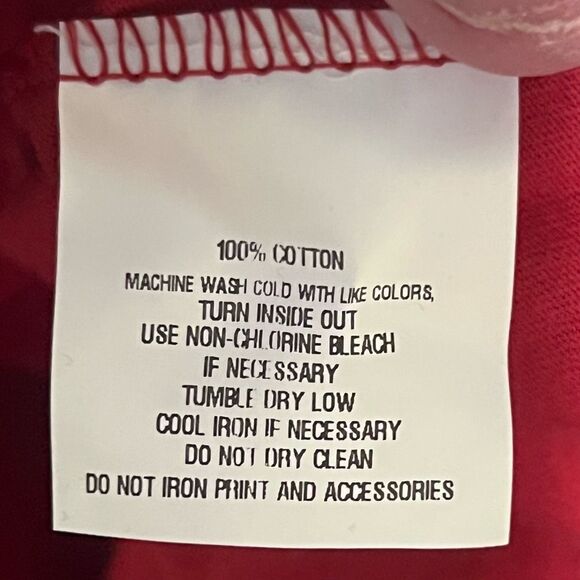 100% COTTON
MACHINE WASH COLD WITH LIKE COLORS,
TURN INSIDE OUT
USE NON-CHLORINE BLEACH
IF NECESSARY
TUMBLE DRY LOW
COOL IRON IF NECESSARY
DO NOT DRY CLEAN
DO NOT IRON PRINT AND ACCESSORIES